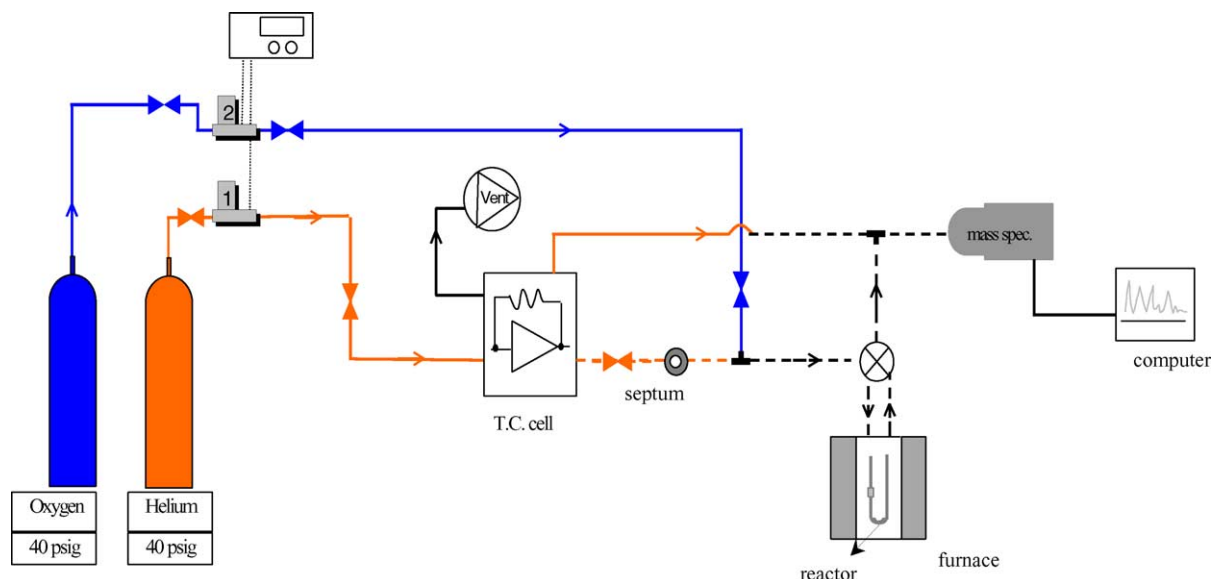 2
1
Vent
mass spec.
computer
septum
T.C. cell
Oxygen
40 psig
Helium
40 psig
furnace
reactor